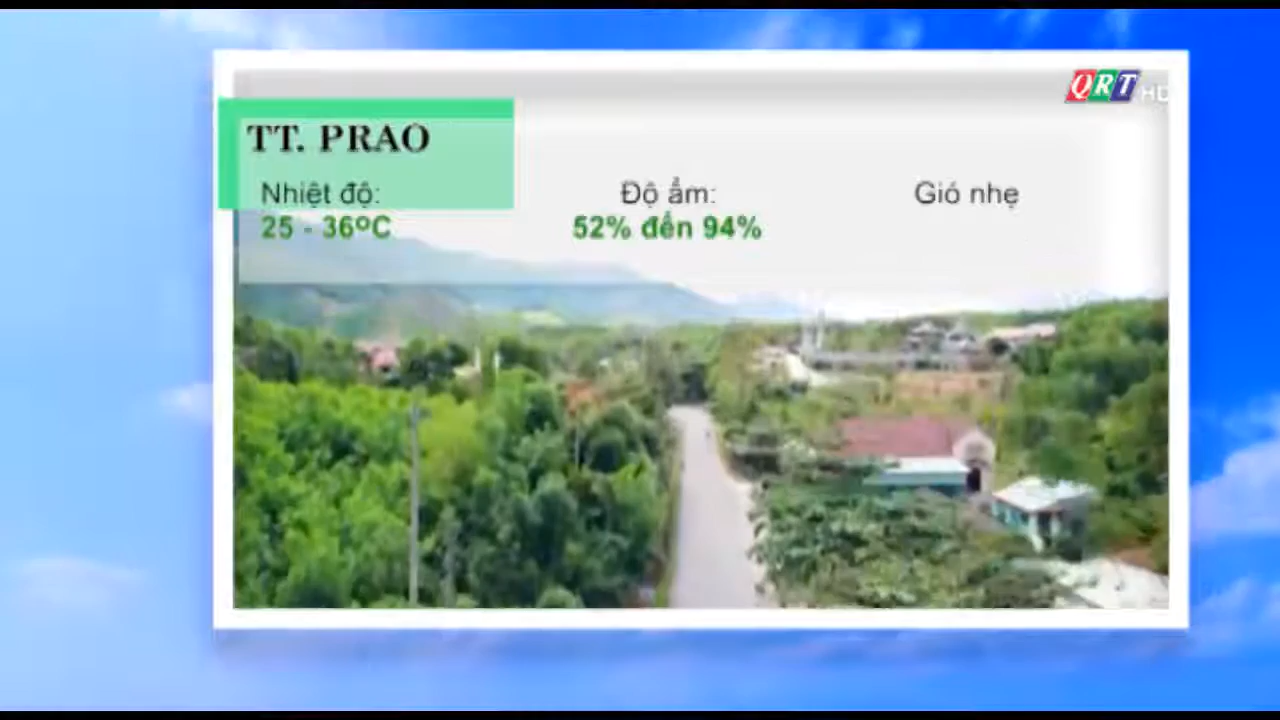 QRT HD
TT. PRAO
Nhiệt độ:
25 - 36ºC
Độ ẩm:
52% đến 94%
Gió nhẹ